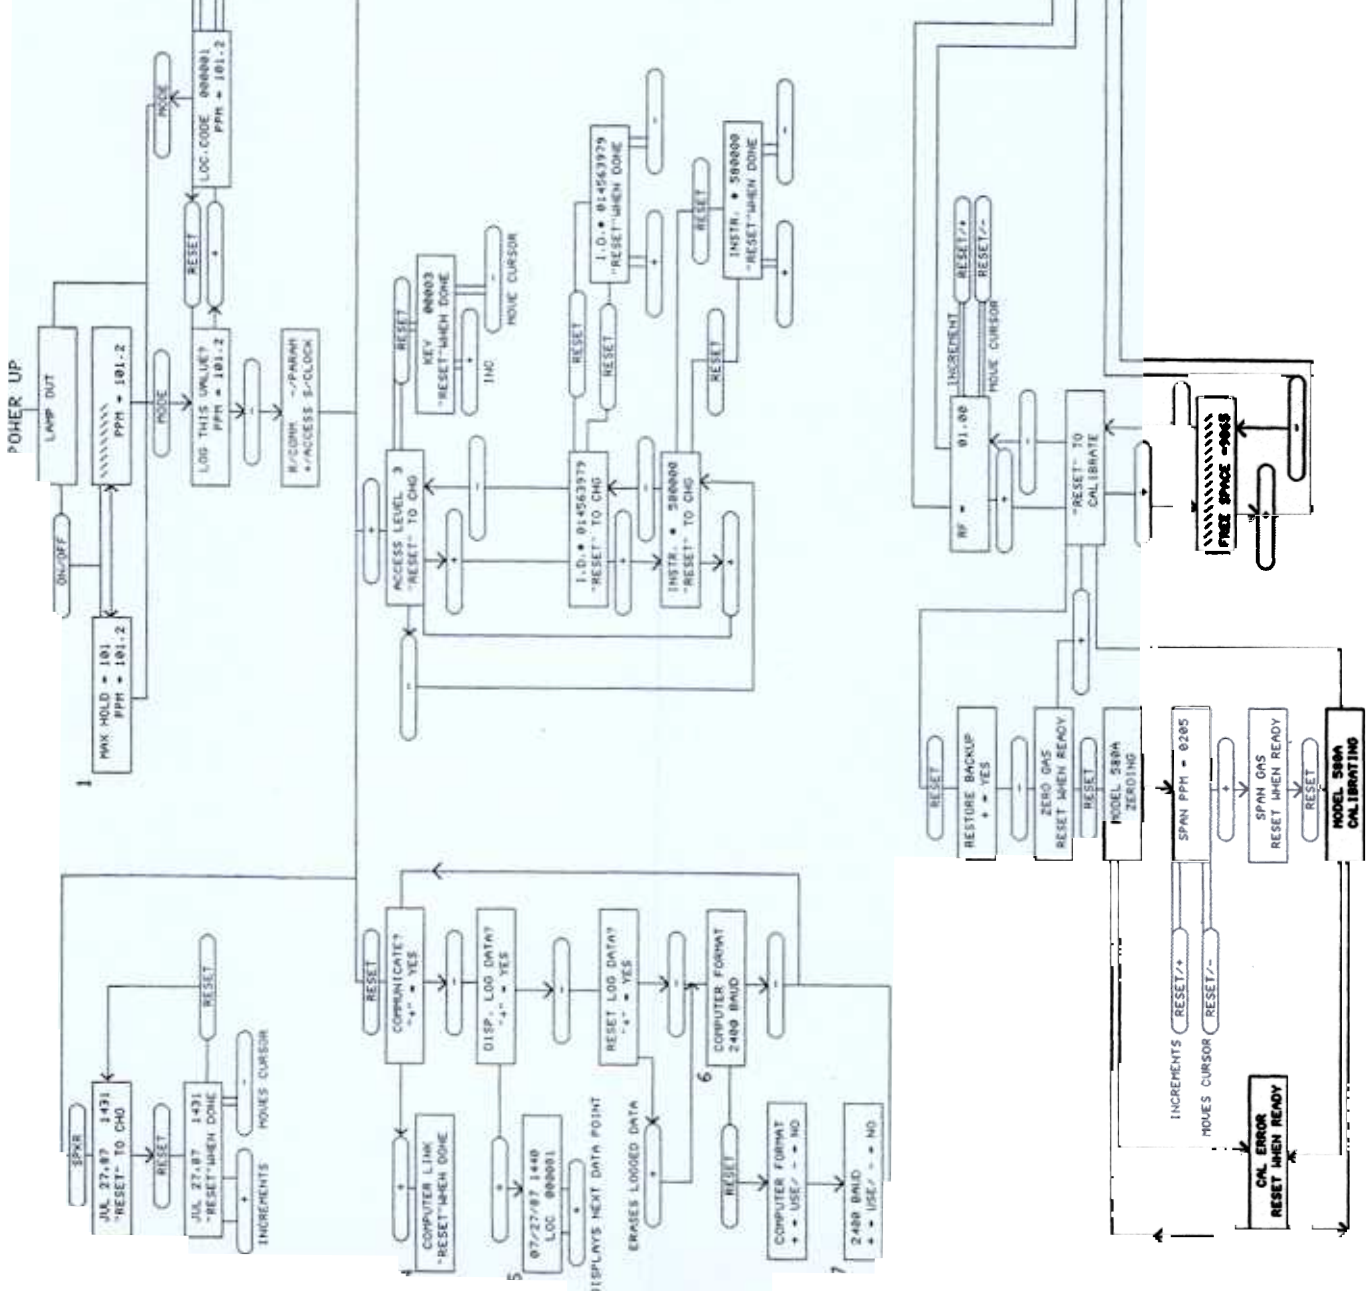 POWER UP
LAMP OUT
ON/OFF
PPM = 101.2
MAX HOLD = 101
PPM = 101.2
1
MODE
MODE
LOG THIS VALUE?
PPM = 101.2
RESET
+
LOC.CODE 000001
PPM = 101.2
-
R/COMM -/PARAM
+/ACCESS S/CLOCK
SPKR
JUL 27.87 1431
"RESET" TO CHG
RESET
JUL 27.87 1431
"RESET"WHEN DONE
RESET
+
INCREMENTS
-
MOVES CURSOR
RESET
COMMUNICATE?
"+" = YES
+
COMPUTER LINK
"RESET"WHEN DONE
-
DISP. LOG DATA?
"+" = YES
+
5
07/27/87 1440
LOC 000001
+
DISPLAYS NEXT DATA POINT
-
RESET LOG DATA?
"+" = YES
+
ERASES LOGGED DATA
-
6
COMPUTER FORMAT
2400 BAUD
-
RESET
COMPUTER FORMAT
+ = USE/ - = NO
7
2400 BAUD
+ = USE/ - = NO
+
ACCESS LEVEL 3
"RESET" TO CHG
RESET
KEY 00003
"RESET"WHEN DONE
+
INC
-
MOVE CURSOR
-
+
-
I.D.# 014563979
"RESET" TO CHG
RESET
RESET
I.D.# 014563979
"RESET"WHEN DONE
+
-
+
-
INSTR. # 580000
"RESET" TO CHG
RESET
RESET
INSTR. # 580000
"RESET"WHEN DONE
+
-
+
RF = 01.00
INCREMENT
RESET/+
RESET/-
MOVE CURSOR
+
-
"RESET" TO
CALIBRATE
+
FREE SPACE =9865
-
RESET
RESTORE BACKUP
+ = YES
-
+
ZERO GAS
RESET WHEN READY
RESET
MODEL 580A
ZEROING
SPAN PPM = 0205
INCREMENTS
RESET/+
MOVES CURSOR
RESET/-
+
SPAN GAS
RESET WHEN READY
RESET
MODEL 580A
CALIBRATING
CAL ERROR
RESET WHEN READY